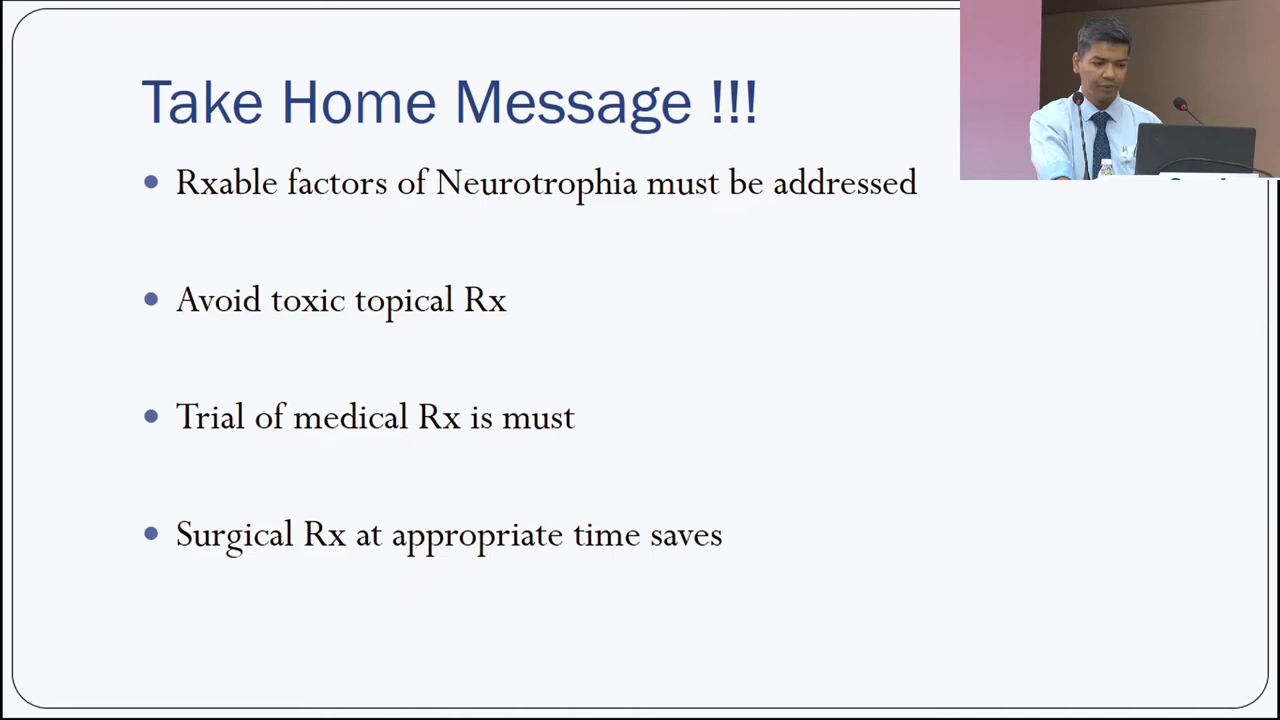 Take Home Message !!!
Rxable factors of Neurotrophia must be addressed
Avoid toxic topical Rx
Trial of medical Rx is must
Surgical Rx at appropriate time saves